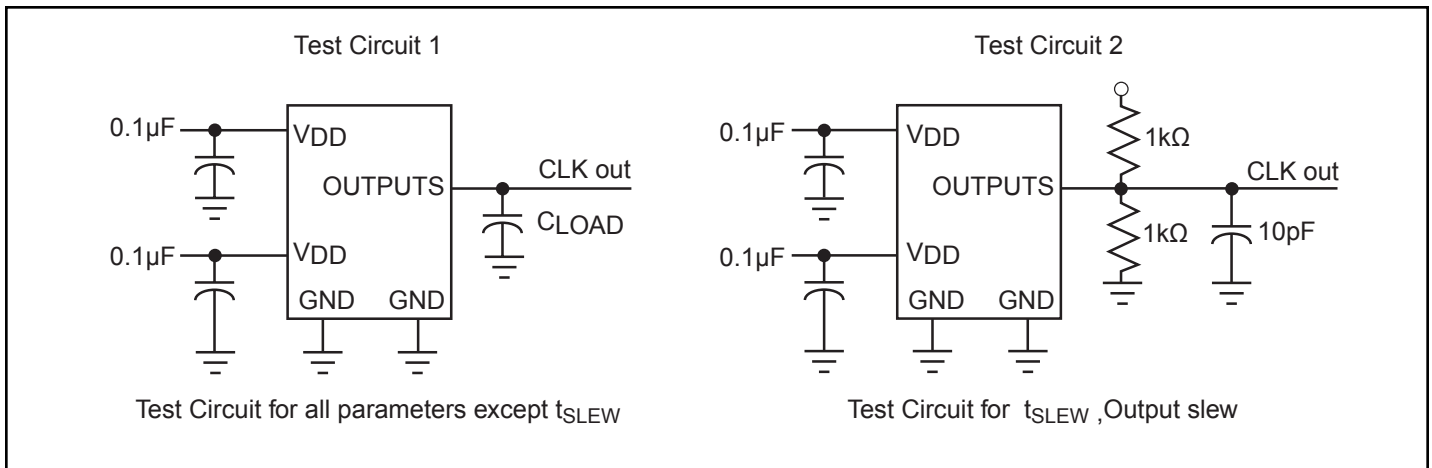 Test Circuit 1
0.1µF
VDD
OUTPUTS
CLK out
CLOAD
0.1µF
VDD
GND GND
Test Circuit for all parameters except tSLEW
Test Circuit 2
0.1µF
VDD
1kΩ
OUTPUTS
CLK out
1kΩ
10pF
0.1µF
VDD
GND GND
Test Circuit for tSLEW ,Output slew